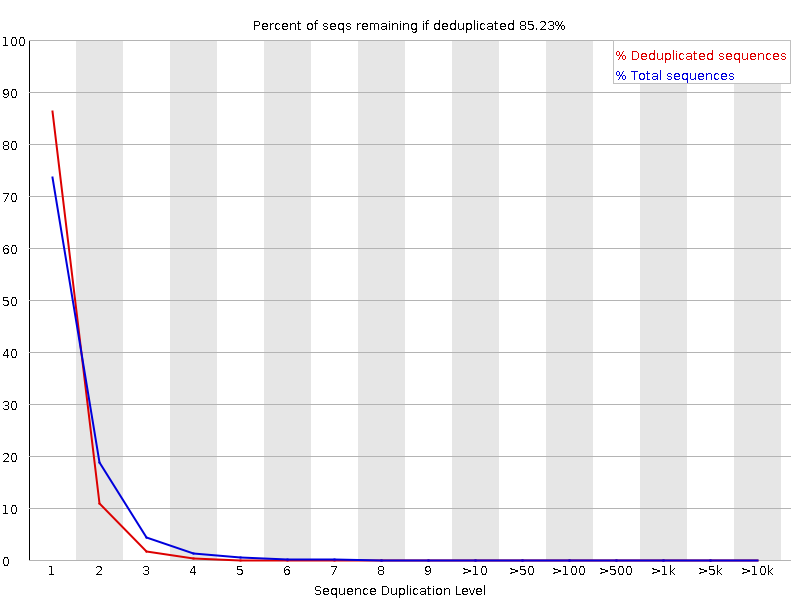 Percent of seqs remaining if deduplicated 85.23%
% Deduplicated sequences
% Total sequences
100
90
80
70
60
50
40
30
20
10
0
1 2 3 4 5 6 7 8 9 >10 >50 >100 >500 >1k >5k >10k
Sequence Duplication Level